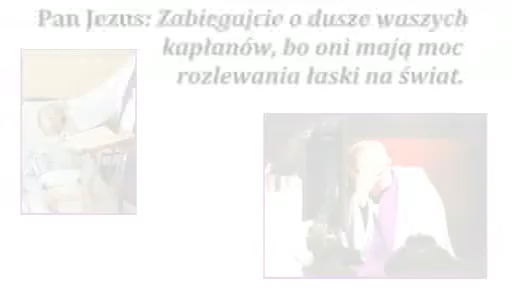 Pan Jezus: Zabiegajcie o dusze waszych
kapłanów, bo oni mają moc
rozlewania łaski na świat.